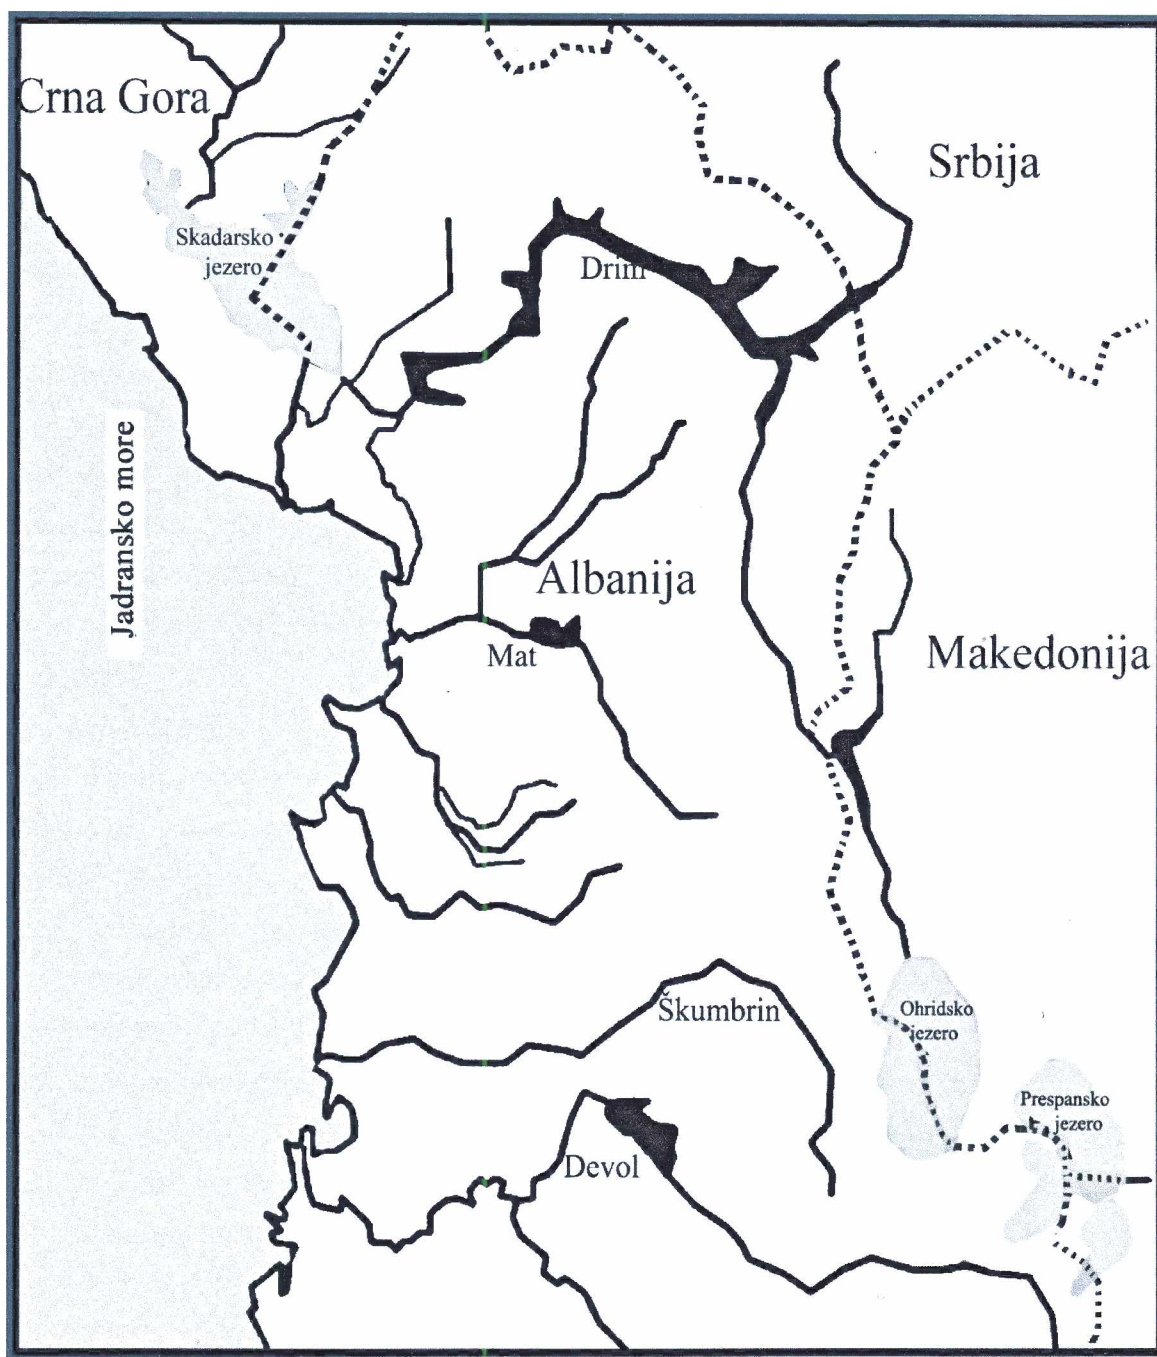 Crna Gora
Srbija
Skadarsko
jezero
Drim
Jadransko more
Albanija
Mat
Makedonija
Škumbrin
Ohridsko
jezero
Prespansko
jezero
Devol